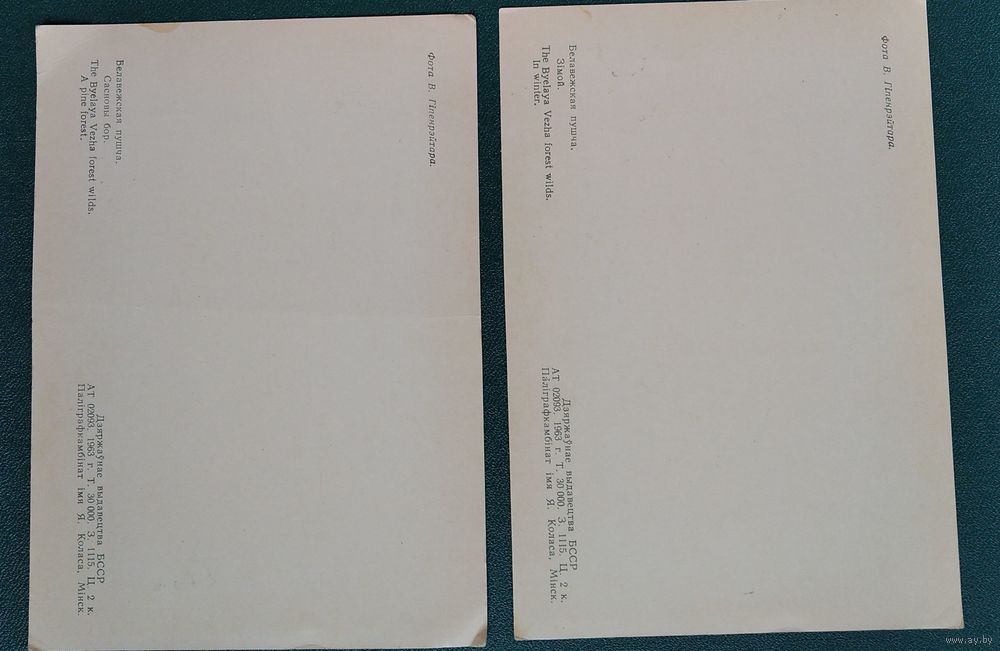 Фота В. Гіпенрэйтара.
Белавежская пушча.
Сасновы бор.
The Byelaya Vezha forest wilds.
A pine forest.
Дзяржаўнае выдавецтва БССР
АТ 02093. 1963 г. Т. 30 000. З. 1115. Ц. 2 к.
Паліграфкамбінат імя Я. Коласа, Мінск.
Фота В. Гіпенрэйтара.
Белавежская пушча.
Зімой.
The Byelaya Vezha forest wilds.
In winter.
Дзяржаўнае выдавецтва БССР
АТ 02093. 1963 г. Т. 30 000. З. 1115. Ц. 2 к.
Паліграфкамбінат імя Я. Коласа, Мінск.
www.ay.by